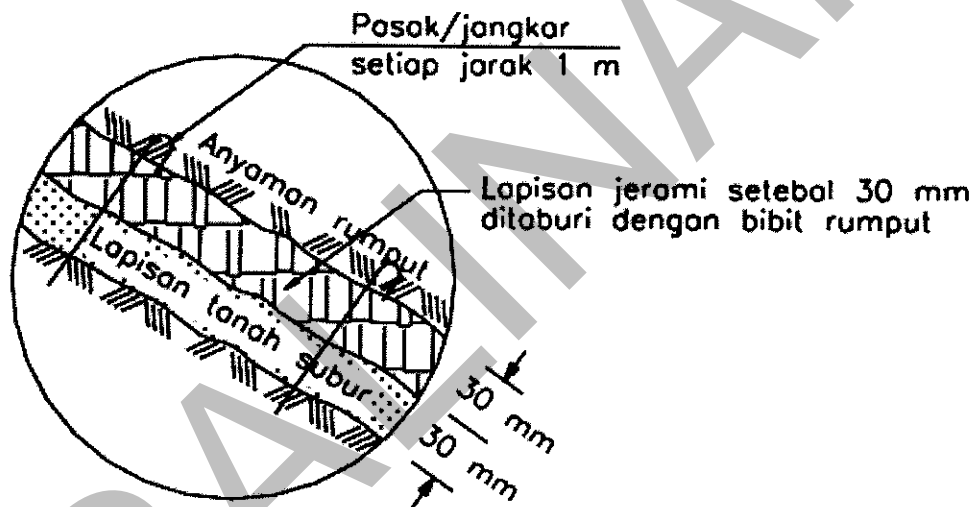 Pasak/jangkar
setiap jarak 1 m
Anyaman rumput
Lapisan jerami setebal 30 mm
ditaburi dengan bibit rumput
Lapisan tanah subur
30 mm
30 mm